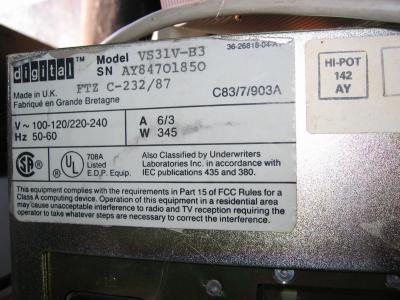 digital Model VS31V-B3
SN AY84701850
36-26818-04-A
Made in U.K. FTZ C-232/87
Fabriqué en Grande Bretagne C83/7/903A
V ~ 100-120/220-240 A 6/3
Hz 50-60 W 345
SA UL 708A
Listed
E.D.P. Equip.
Also Classified by Underwriters
Laboratories Inc. in accordance with
IEC publications 435 and 380.
This equipment complies with the requirements in Part 15 of FCC Rules for a
Class A computing device. Operation of this equipment in a residential area
may cause unacceptable interference to radio and TV reception requiring the
operator to take whatever steps are necessary to correct the interference.
HI-POT
142
AY